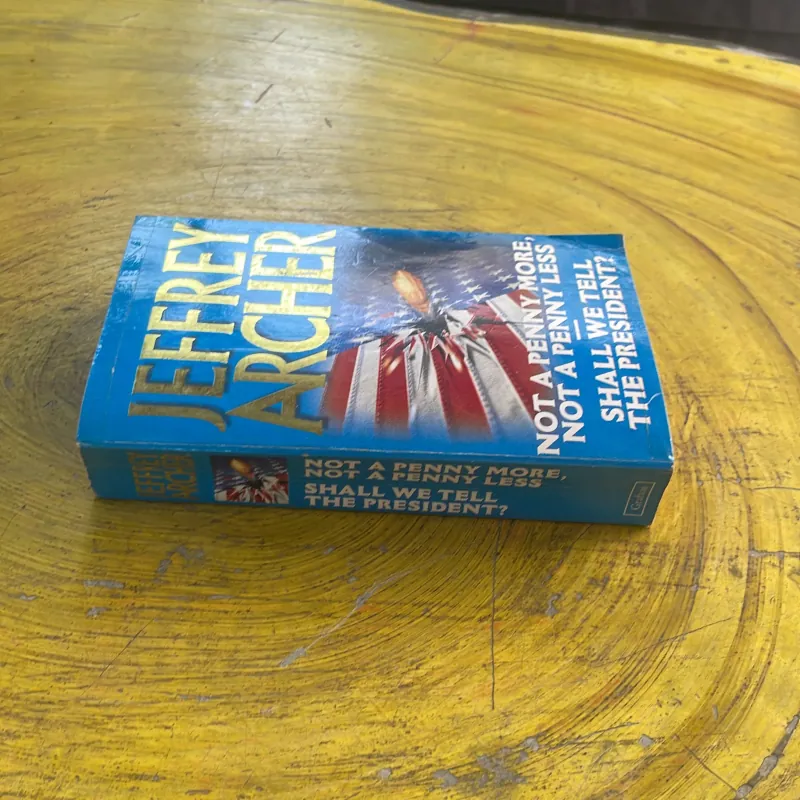 JEFFREY
ARCHER
NOT A PENNY MORE,
NOT A PENNY LESS
SHALL WE TELL
THE PRESIDENT?
JEFFREY
ARCHER
NOT A PENNY MORE,
NOT A PENNY LESS
SHALL WE TELL
THE PRESIDENT?